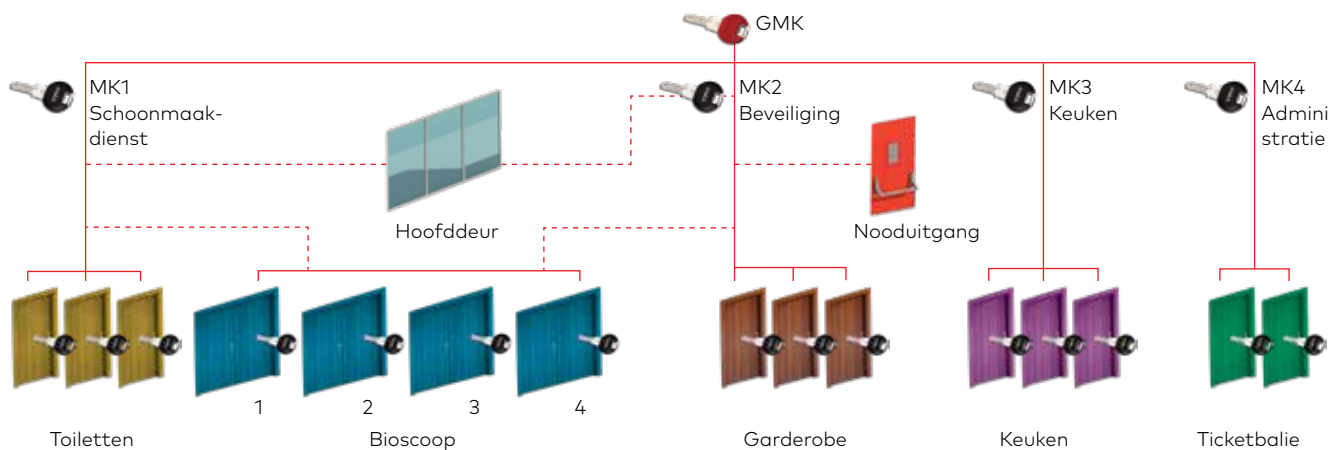 GMK
MK1
Schoonmaak-
dienst
MK2
Beveiliging
MK3
Keuken
MK4
Admini
stratie
Hoofddeur
Nooduitgang
1
2
3
4
Toiletten
Bioscoop
Garderobe
Keuken
Ticketbalie